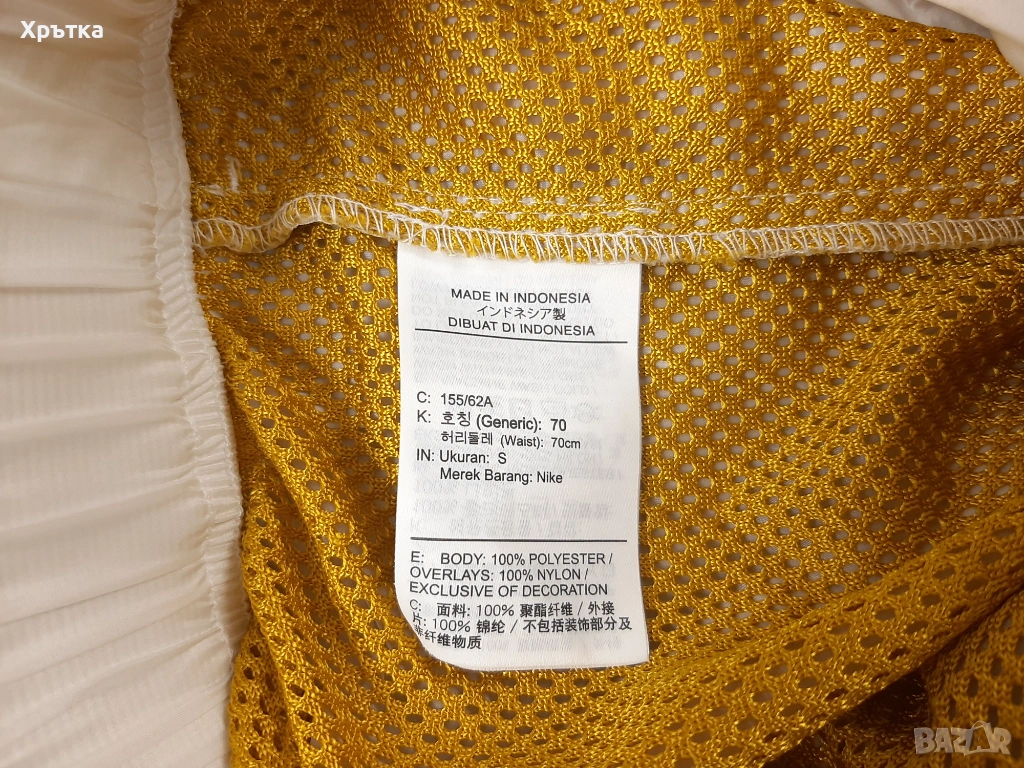 Хрътка
MADE IN INDONESIA
インドネシア製
DIBUAT DI INDONESIA
C: 155/62A
K: 호칭 (Generic): 70
허리둘레 (Waist): 70cm
IN: Ukuran: S
Merek Barang: Nike
E: BODY: 100% POLYESTER /
OVERLAYS: 100% NYLON /
EXCLUSIVE OF DECORATION
C: 面料: 100% 聚酯纤维 / 外接
片: 100% 锦纶 / 不包括装饰部分及
非纤维物质
BAZAR